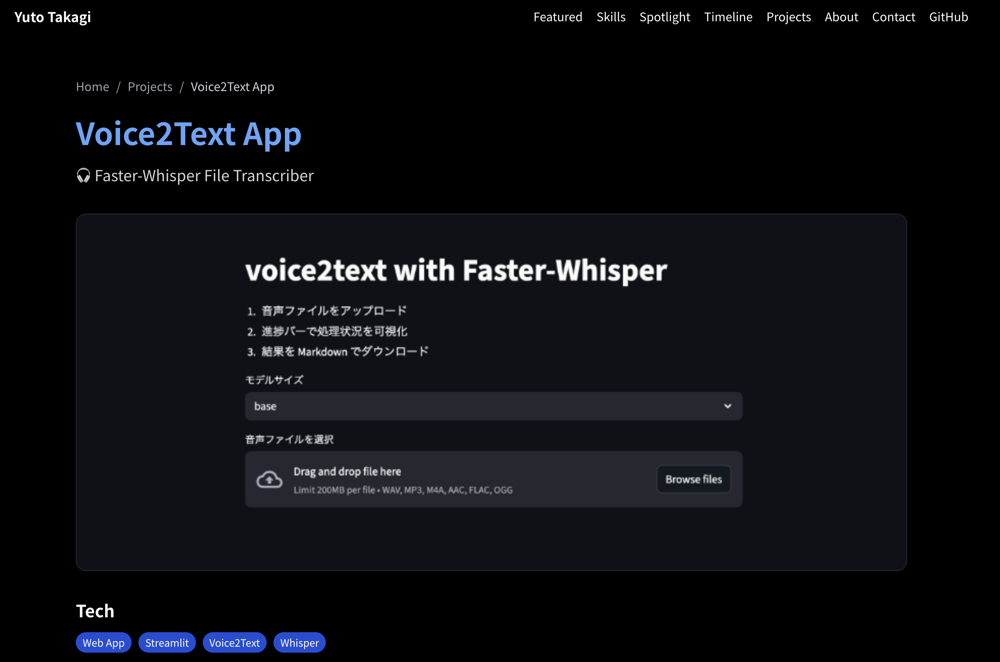 Yuto Takagi
Featured Skills Spotlight Timeline Projects About Contact GitHub
Home / Projects / Voice2Text App
Voice2Text App
🎧 Faster-Whisper File Transcriber
voice2text with Faster-Whisper
1. 音声ファイルをアップロード
2. 進捗バーで処理状況を可視化
3. 結果を Markdown でダウンロード
モデルサイズ
base
音声ファイルを選択
Drag and drop file here
Limit 200MB per file • WAV, MP3, M4A, AAC, FLAC, OGG
Browse files
Tech
Web App Streamlit Voice2Text Whisper